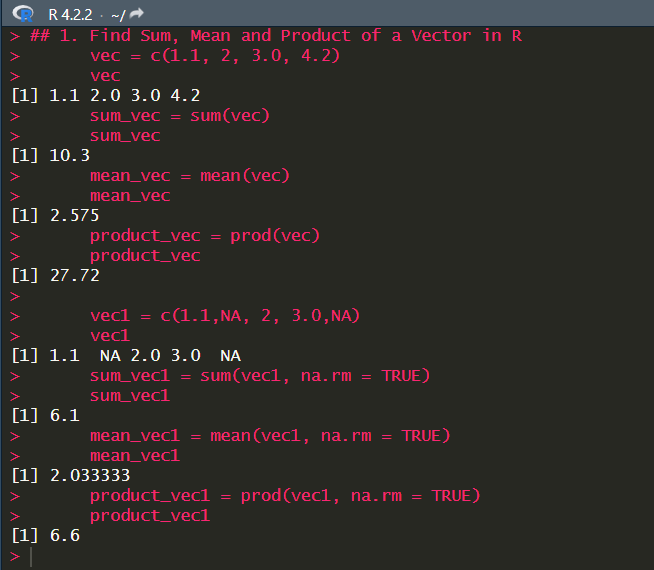 R 4.2.2 · ~/
> ## 1. Find Sum, Mean and Product of a Vector in R
>       vec = c(1.1, 2, 3.0, 4.2)
>       vec
[1] 1.1 2.0 3.0 4.2
>       sum_vec = sum(vec)
>       sum_vec
[1] 10.3
>       mean_vec = mean(vec)
>       mean_vec
[1] 2.575
>       product_vec = prod(vec)
>       product_vec
[1] 27.72
>
>       vec1 = c(1.1,NA, 2, 3.0,NA)
>       vec1
[1] 1.1  NA 2.0 3.0  NA
>       sum_vec1 = sum(vec1, na.rm = TRUE)
>       sum_vec1
[1] 6.1
>       mean_vec1 = mean(vec1, na.rm = TRUE)
>       mean_vec1
[1] 2.033333
>       product_vec1 = prod(vec1, na.rm = TRUE)
>       product_vec1
[1] 6.6
>